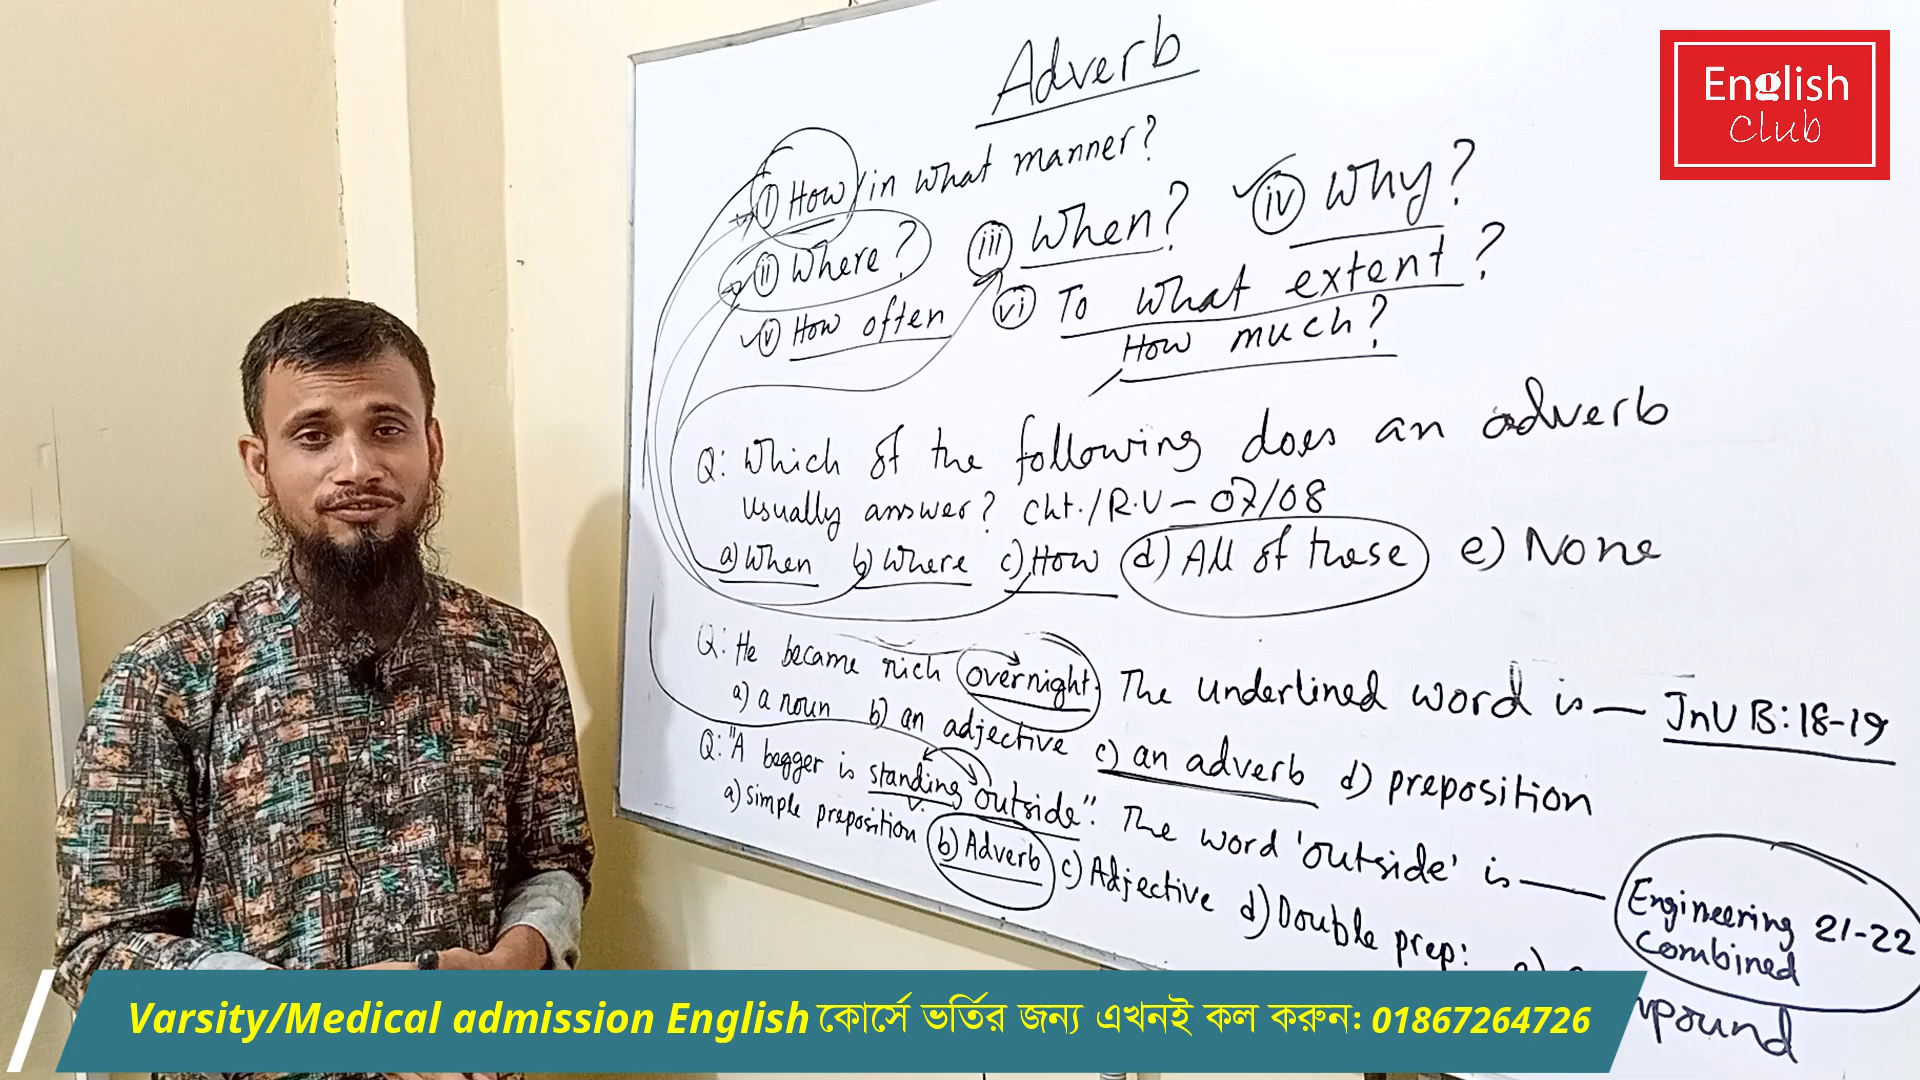 Adverb
English
Club
i How/in what manner?
ii Where?
iii When?
iv Why?
v How often
vi To what extent?
How much?
Q: Which of the following does an adverb
usually answer? Cht./R.U - 07/08
a) When b) Where c) How d) All of these e) None
Q: He became rich overnight. The underlined word is — JnU B: 18-19
a) a noun b) an adjective c) an adverb d) preposition
Q: "A begger is standing outside". The word 'outside' is — Engineering 21-22
Combined
a) simple preposition b) Adverb c) Adjective d) Double prep:
Varsity/Medical admission English কোর্সে ভর্তির জন্য এখনই কল করুন: 01867264726